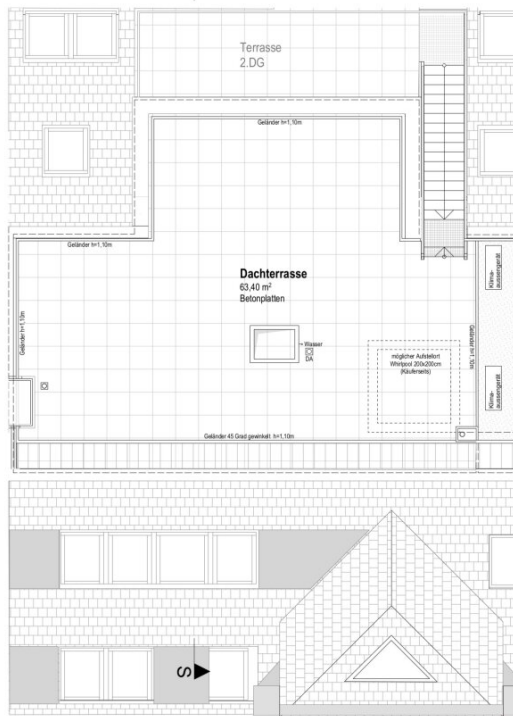 Terrasse
2.DG
Geländer h=1,10m
Geländer h=1,10m
Dachterrasse
63,40 m²
Betonplatten
Klima-
aussengerät
Geländer h=1,10m
Wasser
DA
möglicher Aufstellort
Whirlpool 200x200cm
(Käuferseits)
Geländer h=1,10m
Klima-
aussengerät
Geländer 45 Grad gewinkelt h=1,10m
S